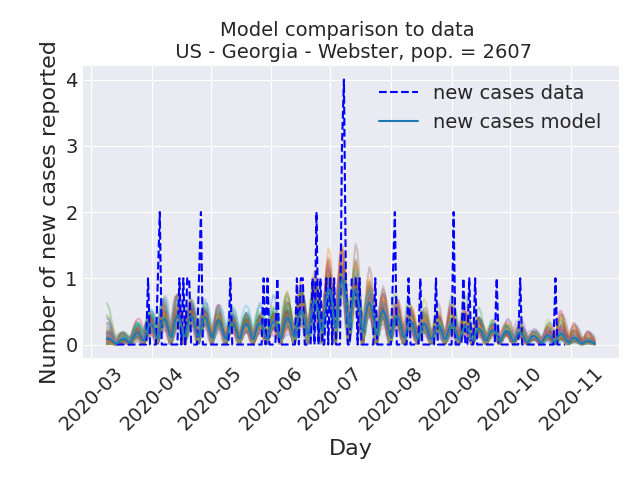 Model comparison to data
US - Georgia - Webster, pop. = 2607
Number of new cases reported
4
3
2
1
0
new cases data
new cases model
2020-03
2020-04
2020-05
2020-06
2020-07
2020-08
2020-09
2020-10
2020-11
Day